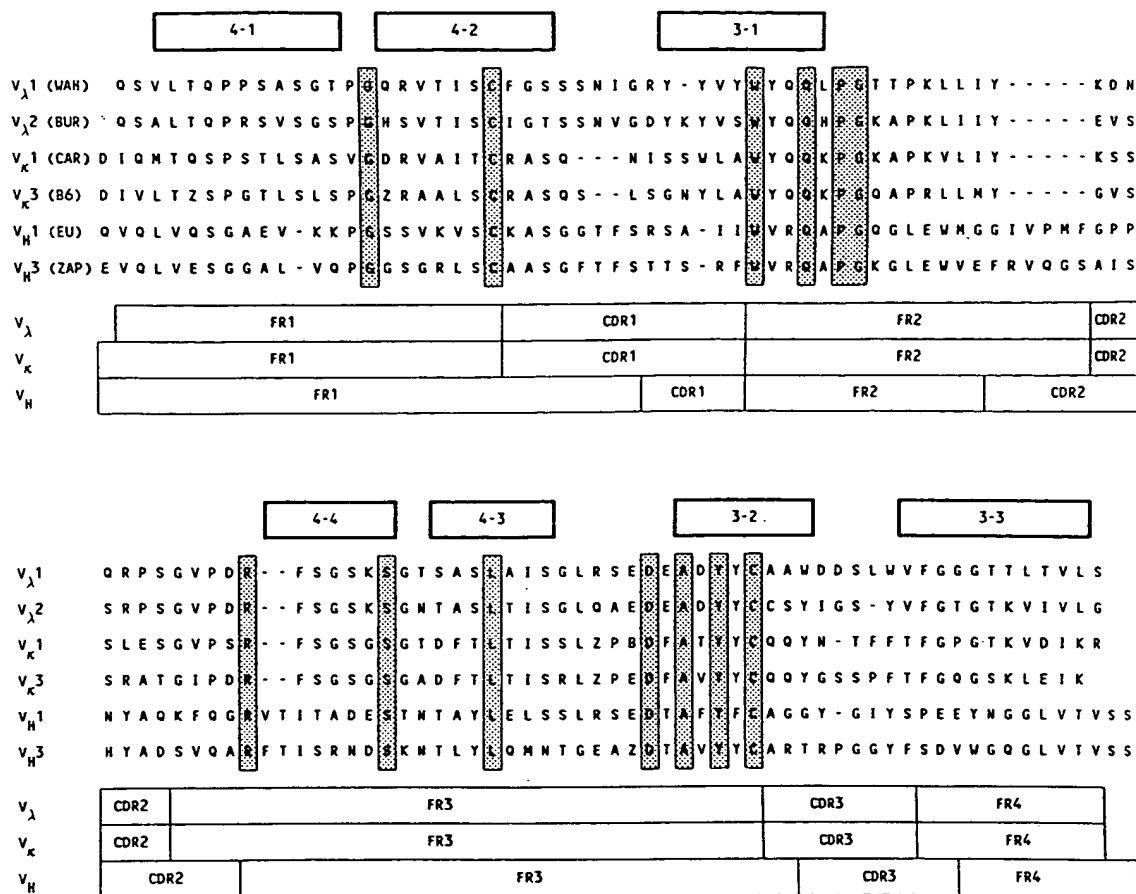 4-1 4-2 3-1
Vλ1 (WAH) Q S V L T Q P P S A S G T P G Q R V T I S C F G S S S N I G R Y - Y V Y W Y Q Q L P G T T P K L L I Y - - - - - K D N
Vλ2 (BUR) Q S A L T Q P R S V S G S P G H S V T I S C I G T S S N V G D Y K Y V S W Y Q Q H P G K A P K L I I Y - - - - - E V S
Vκ1 (CAR) D I Q M T Q S P S T L S A S V G D R V A I T C R A S Q - - - N I S S W L A W Y Q Q K P G K A P K V L I Y - - - - - K S S
Vκ3 (B6) D I V L T Z S P G T L S L S P G Z R A A L S C R A S Q S - - L S G N Y L A W Y Q Q K P G Q A P R L L M Y - - - - - G V S
VH1 (EU) Q V Q L V Q S G A E V - K K P G S S V K V S C K A S G G T F S R S A - I I W V R Q A P G Q G L E W M G G I V P M F G P P
VH3 (ZAP) E V Q L V E S G G A L - V Q P G G S G R L S C A A S G F T F S T T S - R F W V R Q A P G K G L E W V E F R V Q G S A I S
Vλ FR1 CDR1 FR2 CDR2
Vκ FR1 CDR1 FR2 CDR2
VH FR1 CDR1 FR2 CDR2
4-4 4-3 3-2 . 3-3
Vλ1 Q R P S G V P D R - - F S G S K S G T S A S L A I S G L R S E D E A D Y Y C A A W D D S L W V F G G G T T L T V L S
Vλ2 S R P S G V P D R - - F S G S K S G N T A S L T I S G L Q A E D E A D Y Y C C S Y I G S - Y V F G T G T K V I V L G
Vκ1 S L E S G V P S R - - F S G S G S G T D F T L T I S S L Z P B D F A T Y Y C Q Q Y N - T F F T F G P G T K V D I K R
Vκ3 S R A T G I P D R - - F S G S G S G A D F T L T I S R L Z P E D F A V Y Y C Q Q Y G S S P F T F G Q G S K L E I K
VH1 N Y A Q K F Q G R V T I T A D E S T N T A Y L E L S S L R S E D T A F Y F C A G G Y - G I Y S P E E Y N G G L V T V S S
VH3 H Y A D S V Q A R F T I S R N D S K N T L Y L Q M N T G E A Z D T A V Y Y C A R T R P G G Y F S D V W G Q G L V T V S S
Vλ CDR2 FR3 CDR3 FR4
Vκ CDR2 FR3 CDR3 FR4
VH CDR2 FR3 CDR3 FR4